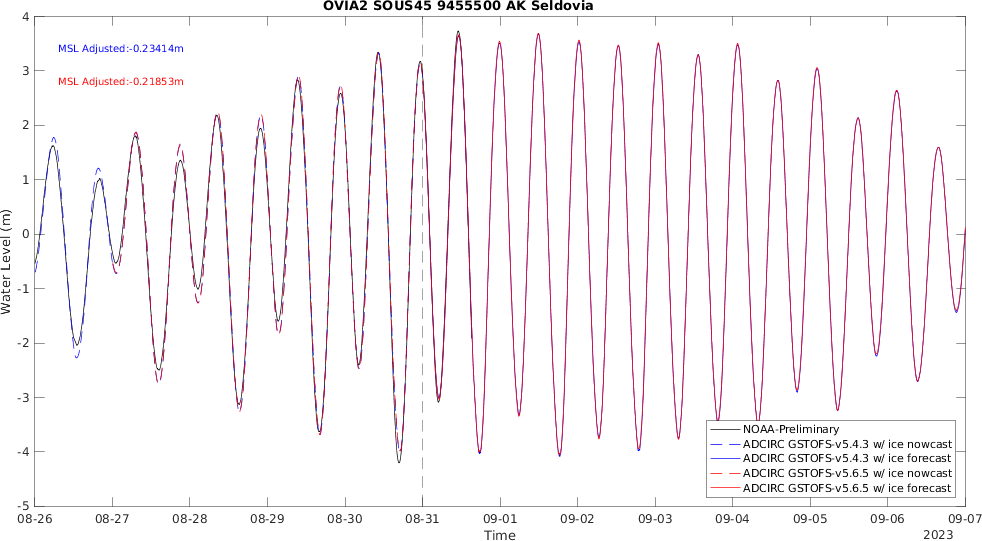 OVIA2 SOUS45 9455500 AK Seldovia
MSL Adjusted:-0.23414m
MSL Adjusted:-0.21853m
Water Level (m)
4
3
2
1
0
-1
-2
-3
-4
-5
NOAA-Preliminary
ADCIRC GSTOFS-v5.4.3 w/ ice nowcast
ADCIRC GSTOFS-v5.4.3 w/ ice forecast
ADCIRC GSTOFS-v5.6.5 w/ ice nowcast
ADCIRC GSTOFS-v5.6.5 w/ ice forecast
08-26 08-27 08-28 08-29 08-30 08-31 09-01 09-02 09-03 09-04 09-05 09-06 09-07
Time
2023